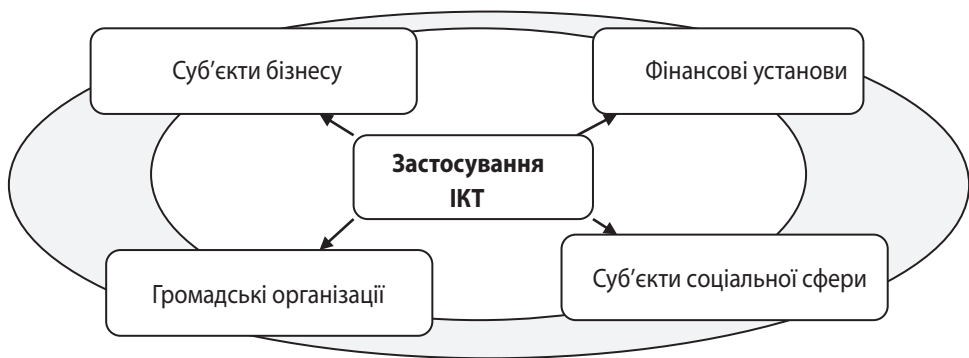 Суб’єкти бізнесу
Фінансові установи
Застосування
ІКТ
Громадські організації
Суб’єкти соціальної сфери